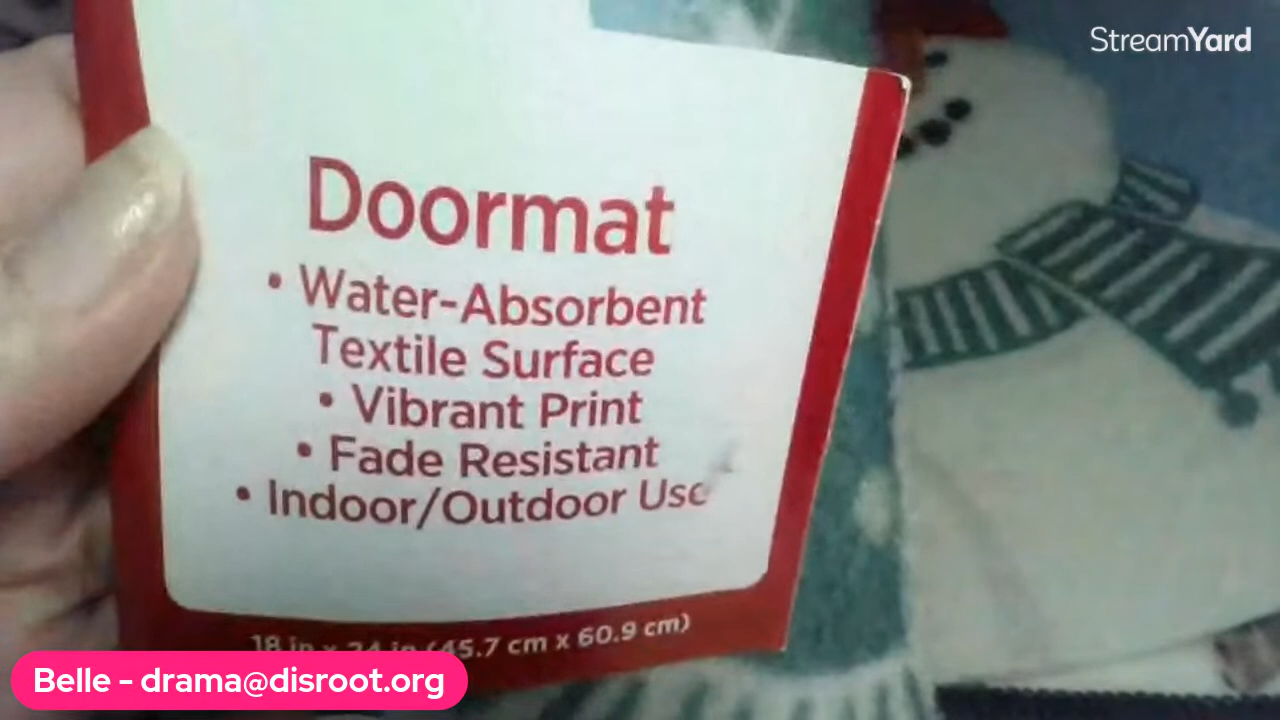 StreamYard
Doormat
• Water-Absorbent
Textile Surface
• Vibrant Print
• Fade Resistant
• Indoor/Outdoor Use
18 in x 24 in (45.7 cm x 60.9 cm)
Belle - drama@disroot.org